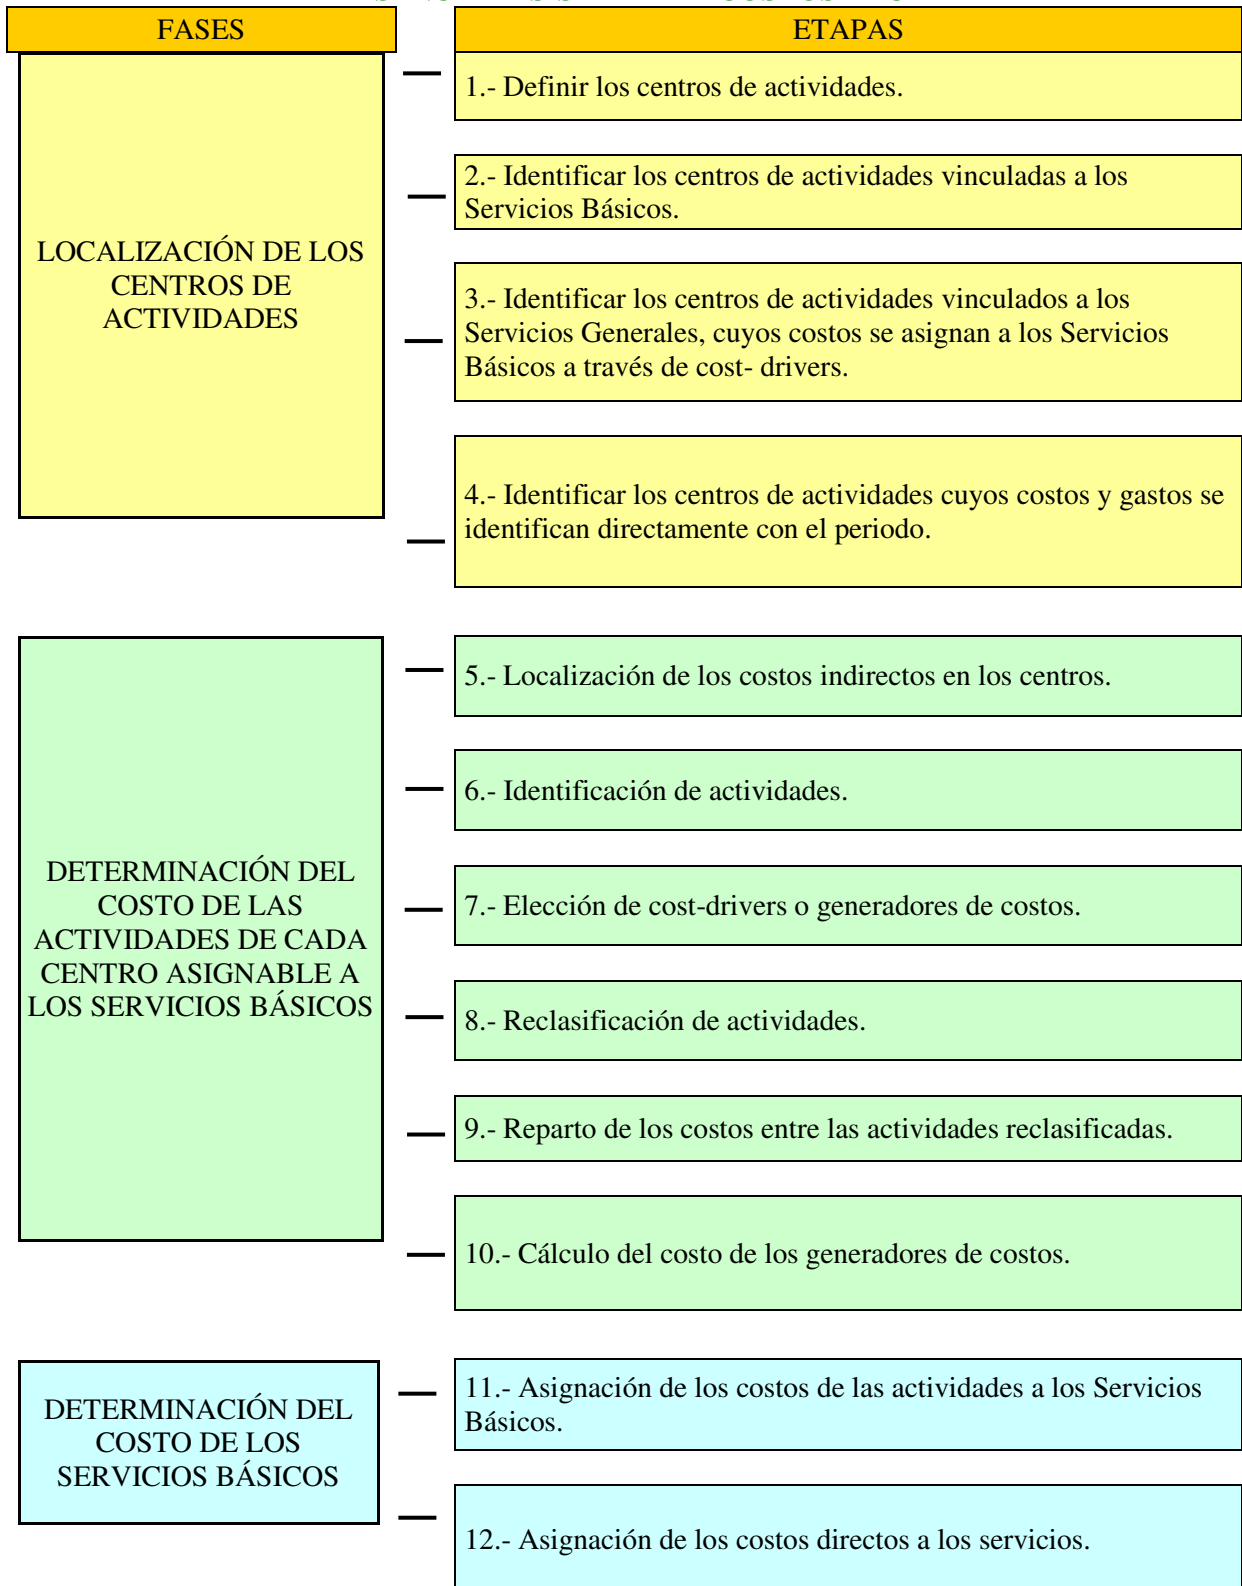 FASES
ETAPAS
LOCALIZACIÓN DE LOS
CENTROS DE
ACTIVIDADES
1.- Definir los centros de actividades.
2.- Identificar los centros de actividades vinculadas a los
Servicios Básicos.
3.- Identificar los centros de actividades vinculados a los
Servicios Generales, cuyos costos se asignan a los Servicios
Básicos a través de cost- drivers.
4.- Identificar los centros de actividades cuyos costos y gastos se
identifican directamente con el periodo.
DETERMINACIÓN DEL
COSTO DE LAS
ACTIVIDADES DE CADA
CENTRO ASIGNABLE A
LOS SERVICIOS BÁSICOS
5.- Localización de los costos indirectos en los centros.
6.- Identificación de actividades.
7.- Elección de cost-drivers o generadores de costos.
8.- Reclasificación de actividades.
9.- Reparto de los costos entre las actividades reclasificadas.
10.- Cálculo del costo de los generadores de costos.
DETERMINACIÓN DEL
COSTO DE LOS
SERVICIOS BÁSICOS
11.- Asignación de los costos de las actividades a los Servicios
Básicos.
12.- Asignación de los costos directos a los servicios.